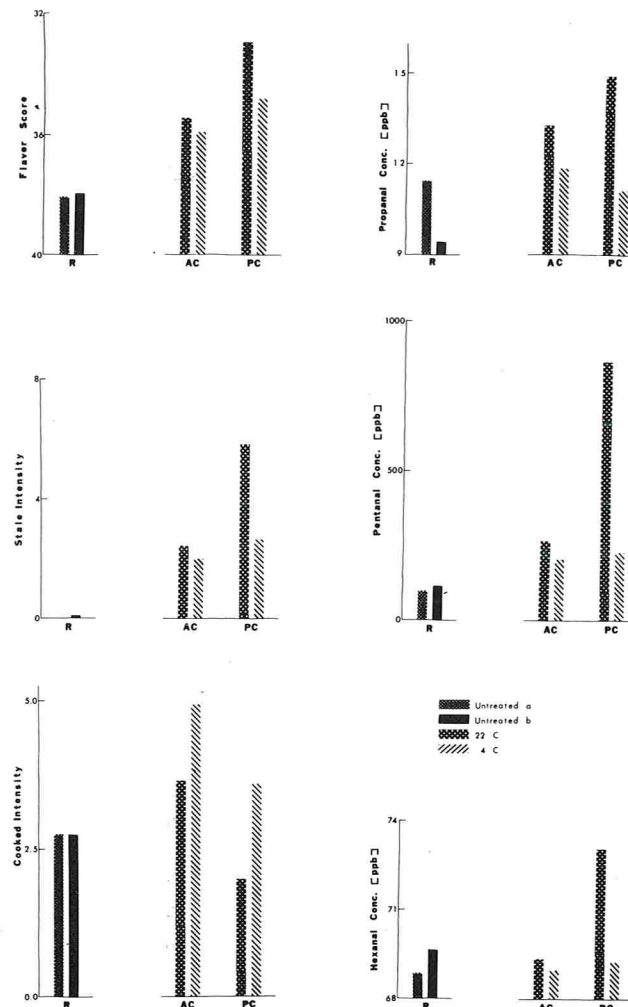 32
36
40
Flaver Score
R
AC
PC
15
12
9
Propanal Conc. [ppb]
R
AC
PC
8
4
0
Stale Intensity
R
AC
PC
1000
500
0
Pentanal Conc. [ppb]
R
AC
PC
5.0
2.5
0.0
Cooked Intensity
R
AC
PC
Untreated a
Untreated b
22 C
4 C
74
71
68
Hexanal Conc. [ppb]
R
AC
PC